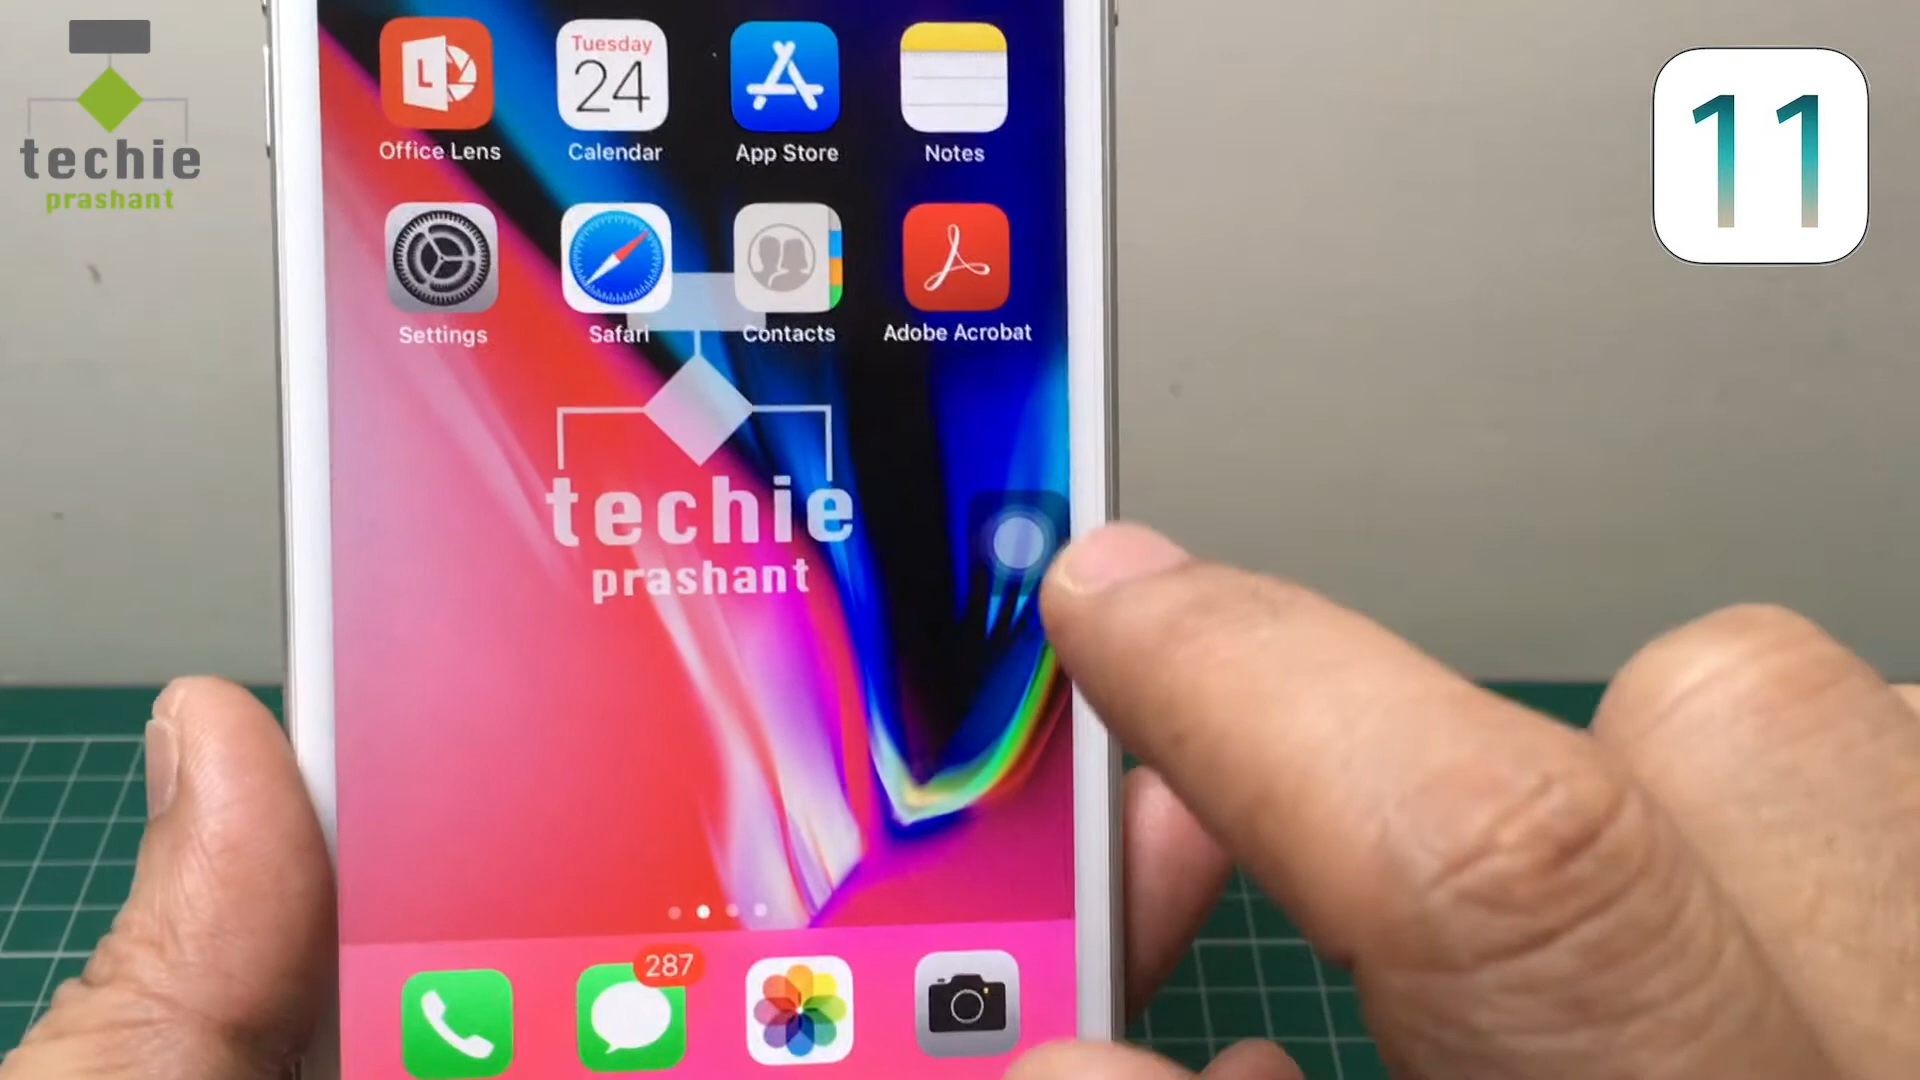 techie
prashant
11
Tuesday
24
L
Office Lens
Calendar
App Store
Notes
Settings
Safari
Contacts
Adobe Acrobat
techie
prashant
287